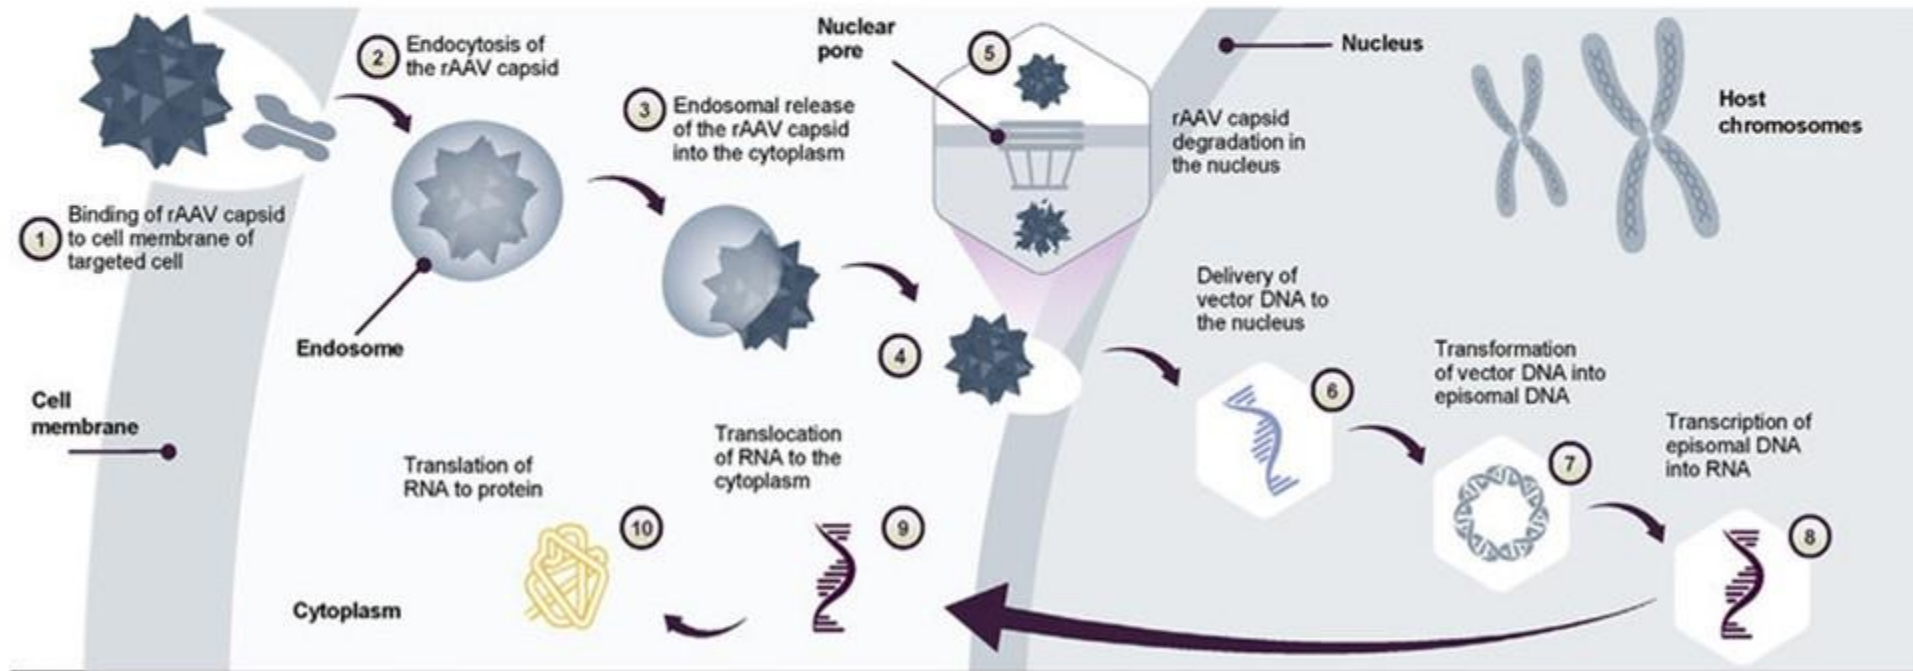 1
Binding of rAAV capsid
to cell membrane of
targeted cell
2
Endocytosis of
the rAAV capsid
Endosome
3
Endosomal release
of the rAAV capsid
into the cytoplasm
4
Nuclear
pore
5
rAAV capsid
degradation in
the nucleus
Nucleus
Host
chromosomes
Delivery of
vector DNA to
the nucleus
6
Transformation
of vector DNA into
episomal DNA
7
Transcription of
episomal DNA
into RNA
8
Translocation
of RNA to the
cytoplasm
9
Translation of
RNA to protein
10
Cell
membrane
Cytoplasm